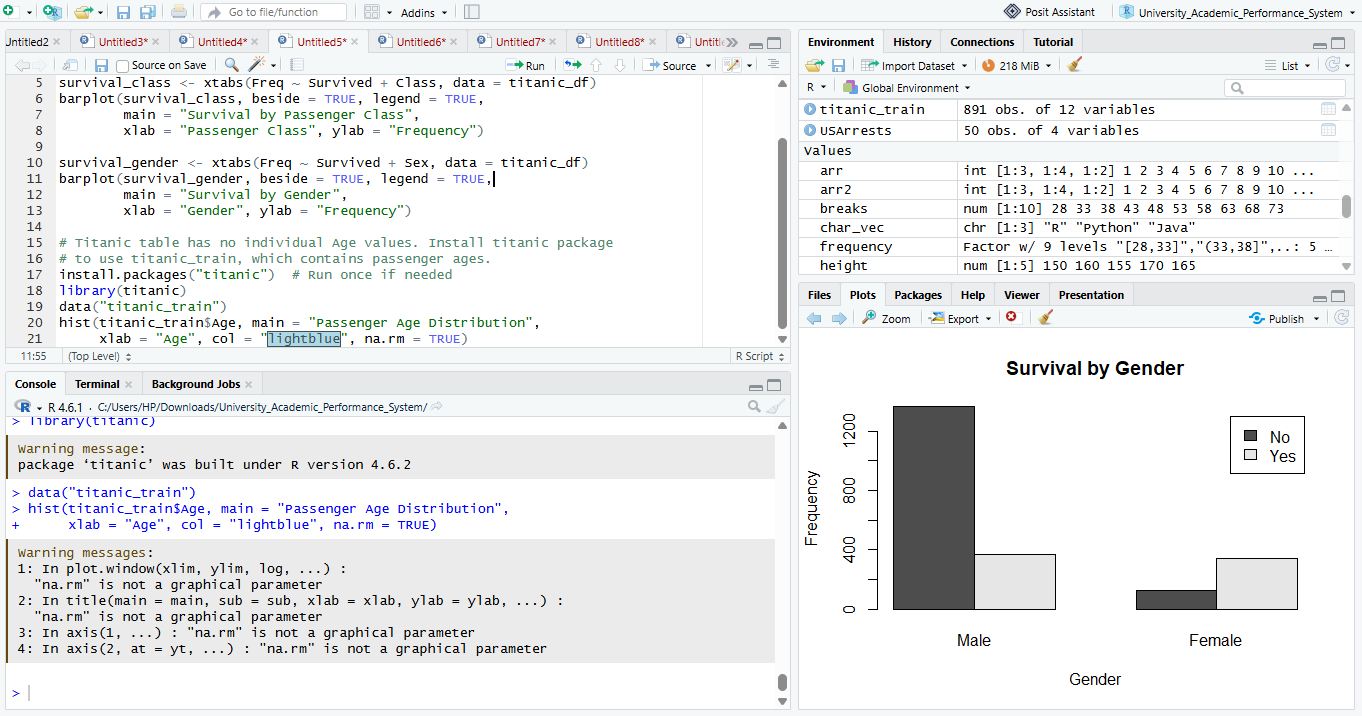 Go to file/function
Addins
Posit Assistant
University_Academic_Performance_System
Untitled2
Untitled3*
Untitled4*
Untitled5*
Untitled6*
Untitled7*
Untitled8*
Source on Save
Run
Source
5 survival_class <- xtabs(Freq ~ Survived + Class, data = titanic_df)
6 barplot(survival_class, beside = TRUE, legend = TRUE,
7 main = "Survival by Passenger Class",
8 xlab = "Passenger Class", ylab = "Frequency")
9
10 survival_gender <- xtabs(Freq ~ Survived + Sex, data = titanic_df)
11 barplot(survival_gender, beside = TRUE, legend = TRUE,
12 main = "Survival by Gender",
13 xlab = "Gender", ylab = "Frequency")
14
15 # Titanic table has no individual Age values. Install titanic package
16 # to use titanic_train, which contains passenger ages.
17 install.packages("titanic")  # Run once if needed
18 library(titanic)
19 data("titanic_train")
20 hist(titanic_train$Age, main = "Passenger Age Distribution",
21 xlab = "Age", col = "lightblue", na.rm = TRUE)
11:55 (Top Level) R Script
Console Terminal Background Jobs
R 4.6.1 · C:/Users/HP/Downloads/University_Academic_Performance_System/
> library(titanic)
Warning message:
package ‘titanic’ was built under R version 4.6.2
> data("titanic_train")
> hist(titanic_train$Age, main = "Passenger Age Distribution",
+ xlab = "Age", col = "lightblue", na.rm = TRUE)
Warning messages:
1: In plot.window(xlim, ylim, log, ...) :
"na.rm" is not a graphical parameter
2: In title(main = main, sub = sub, xlab = xlab, ylab = ylab, ...) :
"na.rm" is not a graphical parameter
3: In axis(1, ...) : "na.rm" is not a graphical parameter
4: In axis(2, at = yt, ...) : "na.rm" is not a graphical parameter
>
Environment History Connections Tutorial
Import Dataset 218 MiB List
R Global Environment
titanic_train 891 obs. of 12 variables
USArrests 50 obs. of 4 variables
Values
arr int [1:3, 1:4, 1:2] 1 2 3 4 5 6 7 8 9 10 ...
arr2 int [1:3, 1:4, 1:2] 1 2 3 4 5 6 7 8 9 10 ...
breaks num [1:10] 28 33 38 43 48 53 58 63 68 73
char_vec chr [1:3] "R" "Python" "Java"
frequency Factor w/ 9 levels "[28,33]","(33,38]",..: 5 …
height num [1:5] 150 160 155 170 165
Files Plots Packages Help Viewer Presentation
Zoom Export Publish
Survival by Gender
Frequency
1200
800
400
0
No
Yes
Male Female
Gender